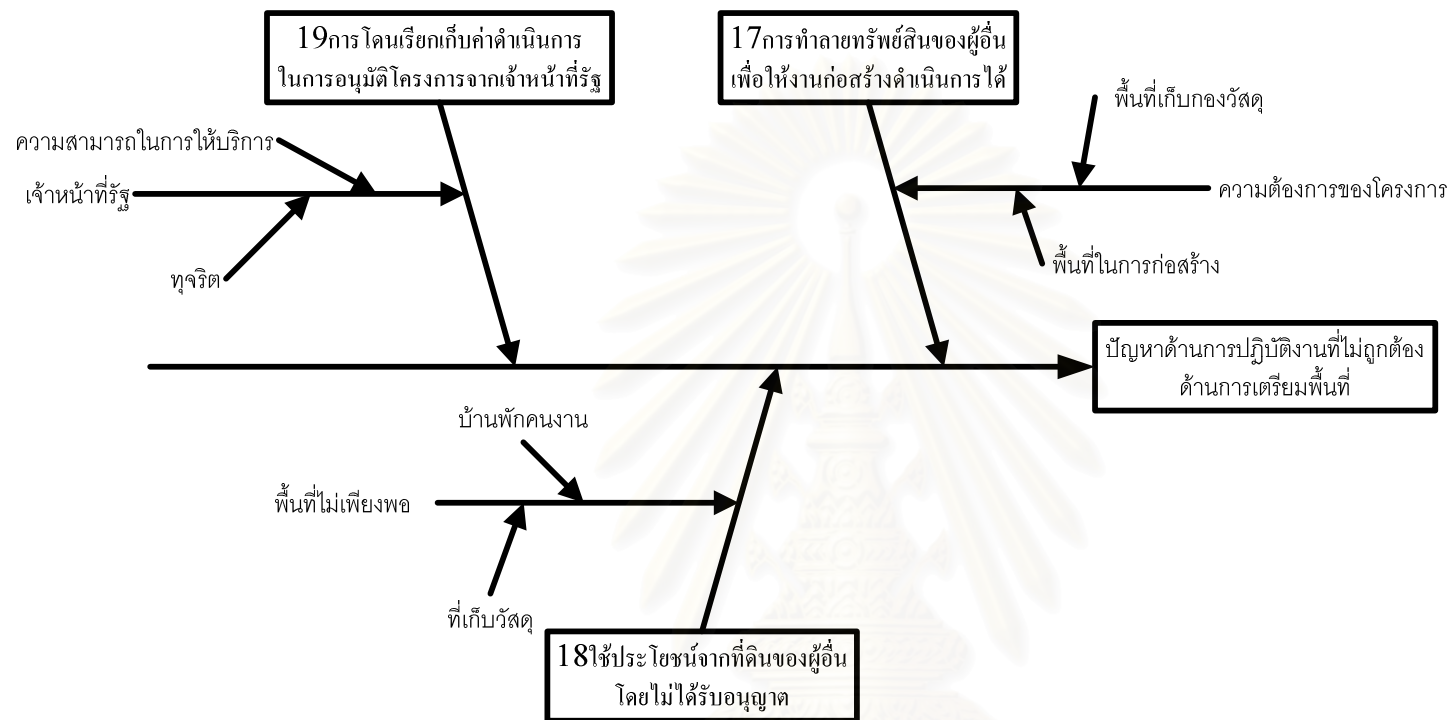 19การโดนเรียกเก็บค่าดำเนินการ
ในการอนุมัติโครงการจากเจ้าหน้าที่รัฐ
17การทำลายทรัพย์สินของผู้อื่น
เพื่อให้งานก่อสร้างดำเนินการได้
พื้นที่เก็บกองวัสดุ
ความสามารถในการให้บริการ
เจ้าหน้าที่รัฐ
ความต้องการของโครงการ
ทุจริต
พื้นที่ในการก่อสร้าง
ปัญหาด้านการปฎิบัติงานที่ไม่ถูกต้อง
ด้านการเตรียมพื้นที่
บ้านพักคนงาน
พื้นที่ไม่เพียงพอ
ที่เก็บวัสดุ
18ใช้ประโยชน์จากที่ดินของผู้อื่น
โดยไม่ได้รับอนุญาต